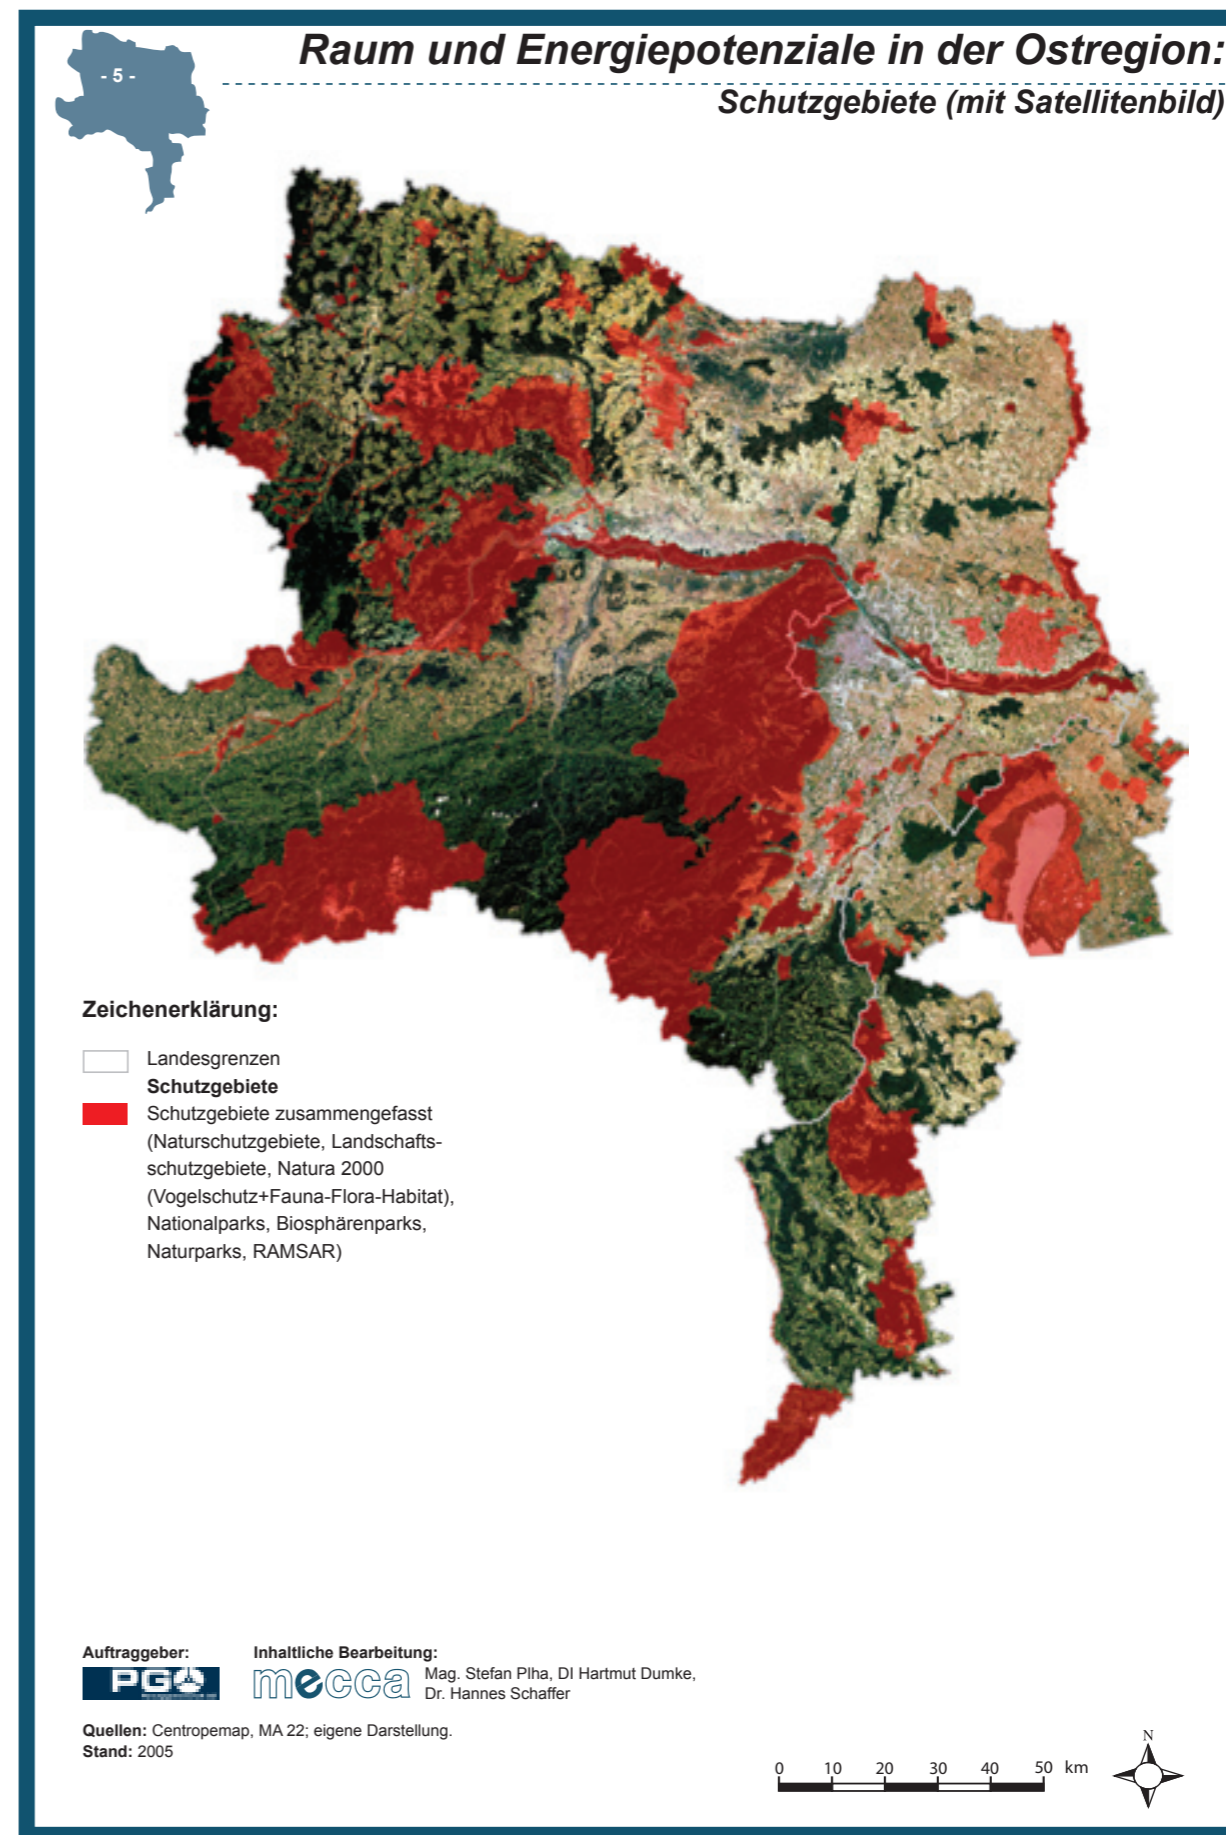 - 5 -
Raum und Energiepotenziale in der Ostregion:
Schutzgebiete (mit Satellitenbild)
Zeichenerklärung:
Landesgrenzen
Schutzgebiete
Schutzgebiete zusammengefasst
(Naturschutzgebiete, Landschafts-
schutzgebiete, Natura 2000
(Vogelschutz+Fauna-Flora-Habitat),
Nationalparks, Biosphärenparks,
Naturparks, RAMSAR)
Auftraggeber:
PGO
Inhaltliche Bearbeitung:
mecca
Mag. Stefan Plha, DI Hartmut Dumke,
Dr. Hannes Schaffer
Quellen: Centropemap, MA 22; eigene Darstellung.
Stand: 2005
0 10 20 30 40 50 km
N